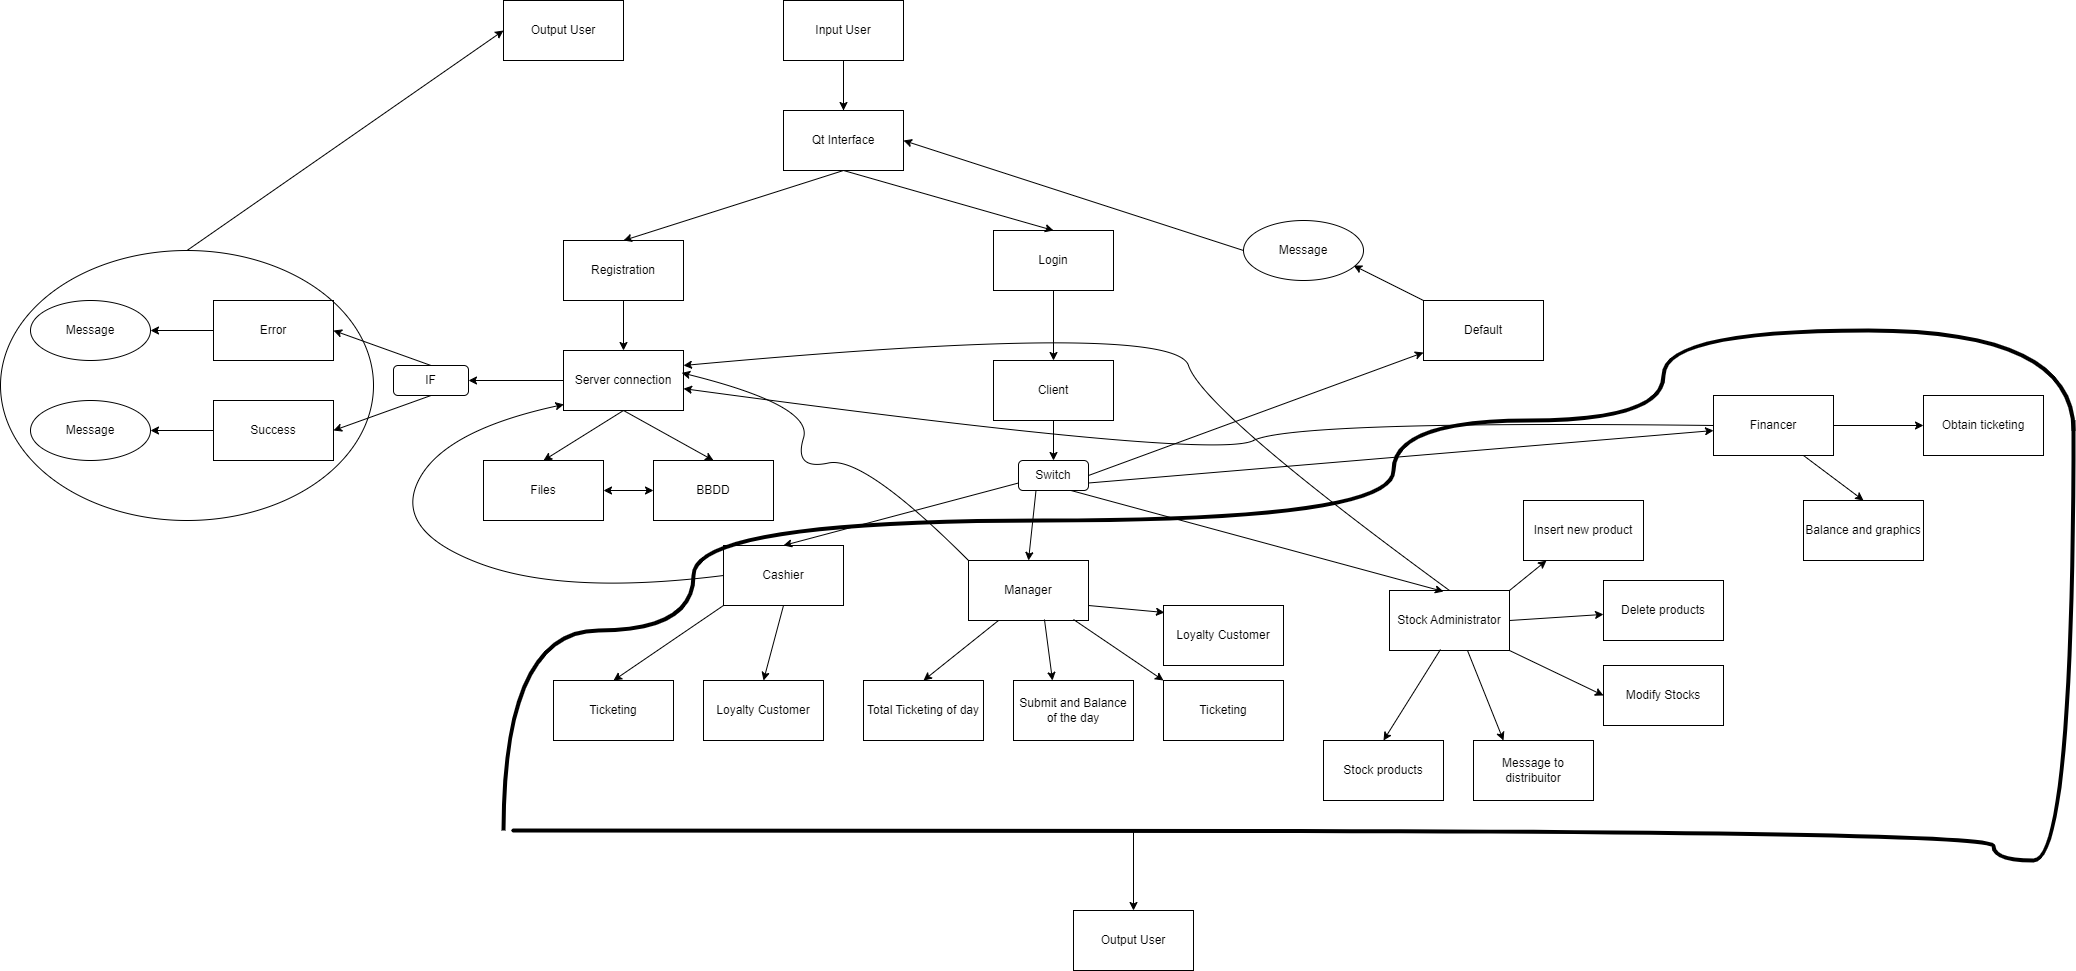 Output User
Input User
Qt Interface
Registration
Login
Message
Message
Error
Default
IF
Server connection
Client
Message
Success
Switch
Financer
Obtain ticketing
Files
BBDD
Insert new product
Balance and graphics
Cashier
Manager
Stock Administrator
Delete products
Loyalty Customer
Modify Stocks
Ticketing
Loyalty Customer
Total Ticketing of day
Submit and Balance
of the day
Ticketing
Stock products
Message to
distribuitor
Output User